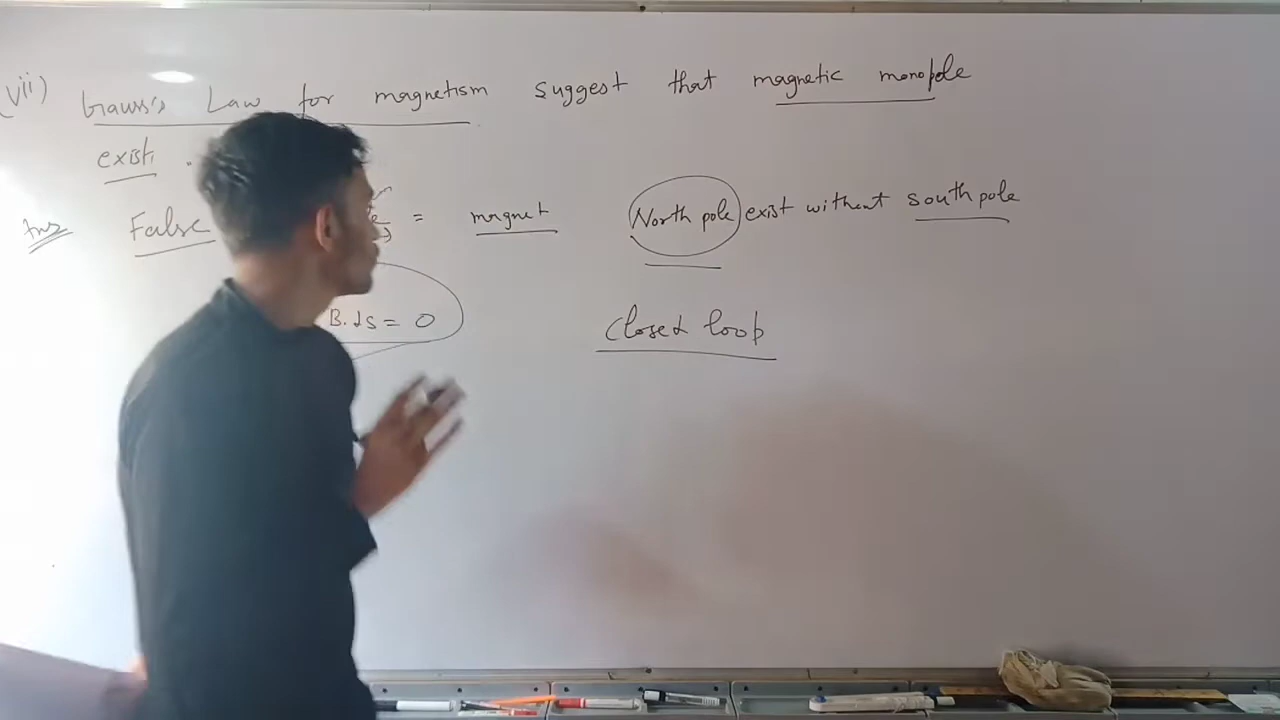 (vii) Gauss's Law for magnetism suggest that magnetic monopole
exist.
Ans False = magnet North pole exist without south pole
B.ds = 0 Closed loop